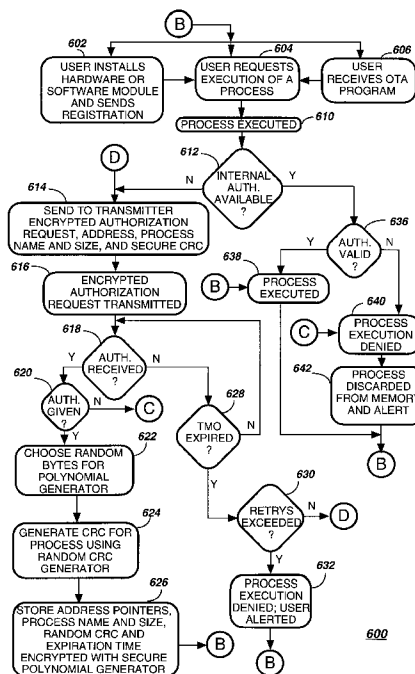 B
602
604
606
USER INSTALLS
HARDWARE OR
SOFTWARE MODULE
AND SENDS
REGISTRATION
USER REQUESTS
EXECUTION OF A
PROCESS
USER
RECEIVES OTA
PROGRAM
610
PROCESS EXECUTED
D
612
INTERNAL
AUTH.
AVAILABLE
?
N
Y
614
SEND TO TRANSMITTER
ENCRYPTED AUTHORIZATION
REQUEST, ADDRESS, PROCESS
NAME AND SIZE, AND SECURE CRC
636
AUTH.
VALID
?
Y
N
638
616
ENCRYPTED
AUTHORIZATION
REQUEST TRANSMITTED
B
PROCESS
EXECUTED
640
C
PROCESS
EXECUTION
DENIED
618
AUTH.
RECEIVED
?
Y
N
642
PROCESS
DISCARDED
FROM MEMORY
AND ALERT
620
AUTH.
GIVEN
?
N
C
Y
628
TMO
EXPIRED
?
N
Y
B
622
CHOOSE RANDOM
BYTES FOR
POLYNOMIAL
GENERATOR
630
RETRYS
EXCEEDED
?
N
D
Y
624
GENERATE CRC FOR
PROCESS USING
RANDOM CRC
GENERATOR
632
PROCESS
EXECUTION
DENIED; USER
ALERTED
626
STORE ADDRESS POINTERS,
PROCESS NAME AND SIZE,
RANDOM CRC AND
EXPIRATION TIME
ENCRYPTED WITH SECURE
POLYNOMIAL GENERATOR
B
B
600